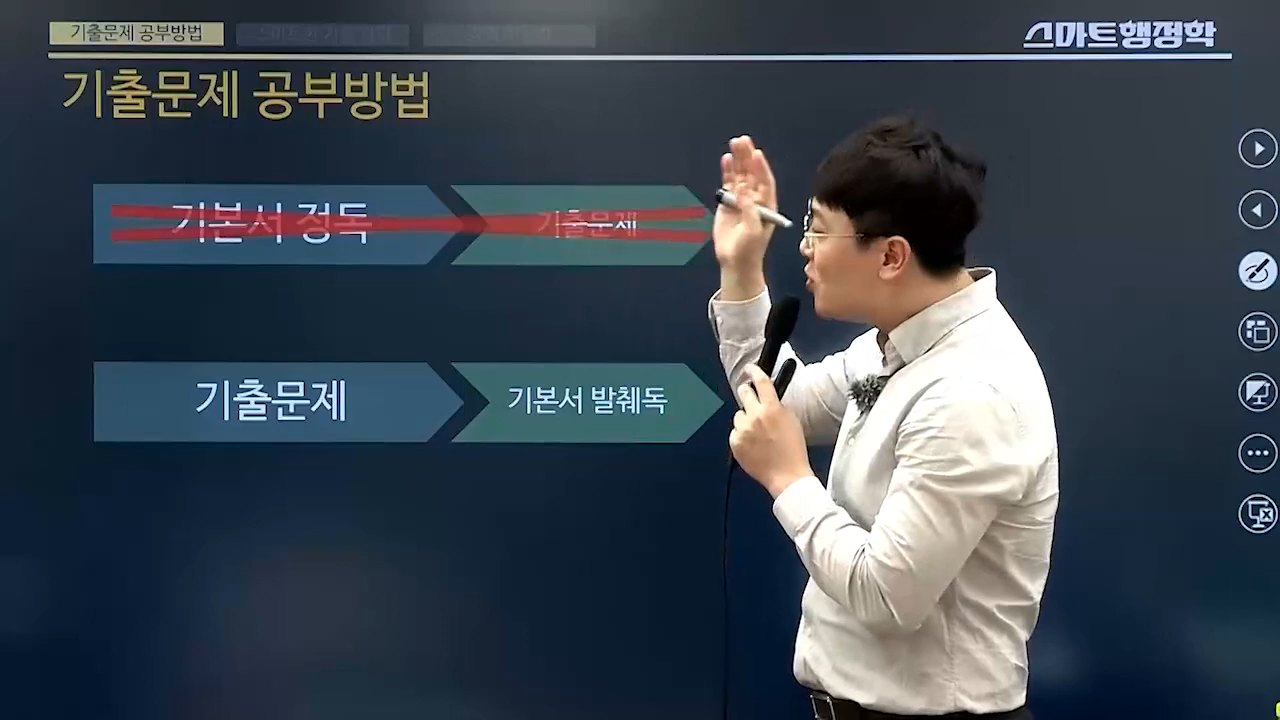 기출문제 공부방법
스마트행정학
기출문제 공부방법
기본서 정독
기출문제
기출문제
기본서 발췌독